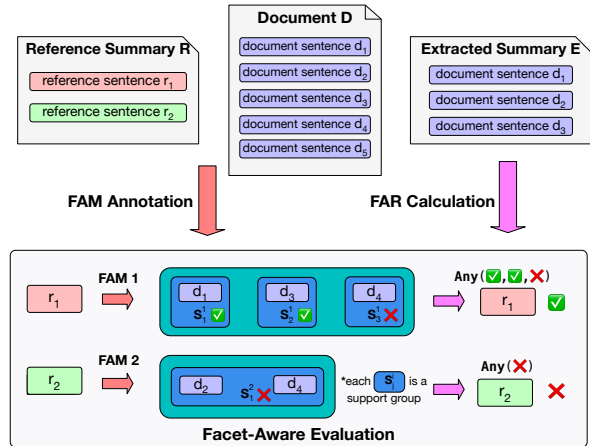 Reference Summary R
reference sentence r1
reference sentence r2
Document D
document sentence d1
document sentence d2
document sentence d3
document sentence d4
document sentence d5
Extracted Summary E
document sentence d1
document sentence d2
document sentence d3
FAM Annotation
FAR Calculation
r1
FAM 1
d1
S11 ✅
d3
S12 ✅
d4
S13 ❌
Any(✅,✅,❌)
r1 ✅
r2
FAM 2
d2
S21 ❌
d4
*each Sij is a
support group
Any(❌)
r2 ❌
Facet-Aware Evaluation